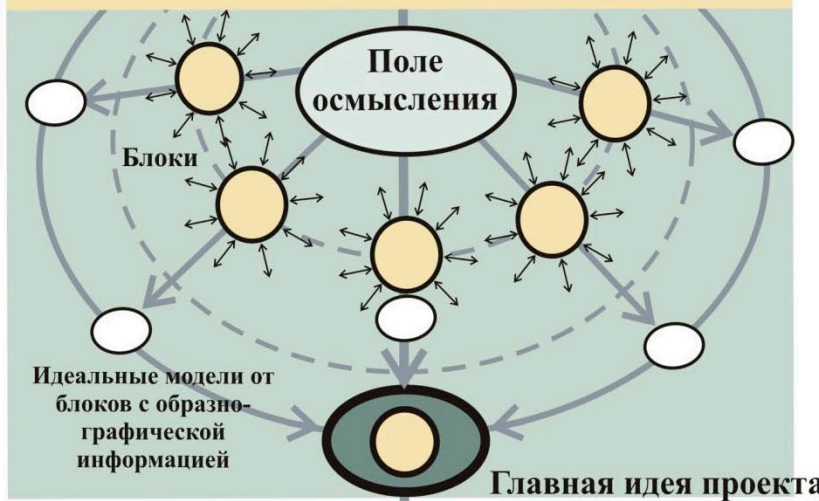 Поле
осмысления
Блоки
Идеальные модели от
блоков с образно-
графической
информацией
Главная идея проекта